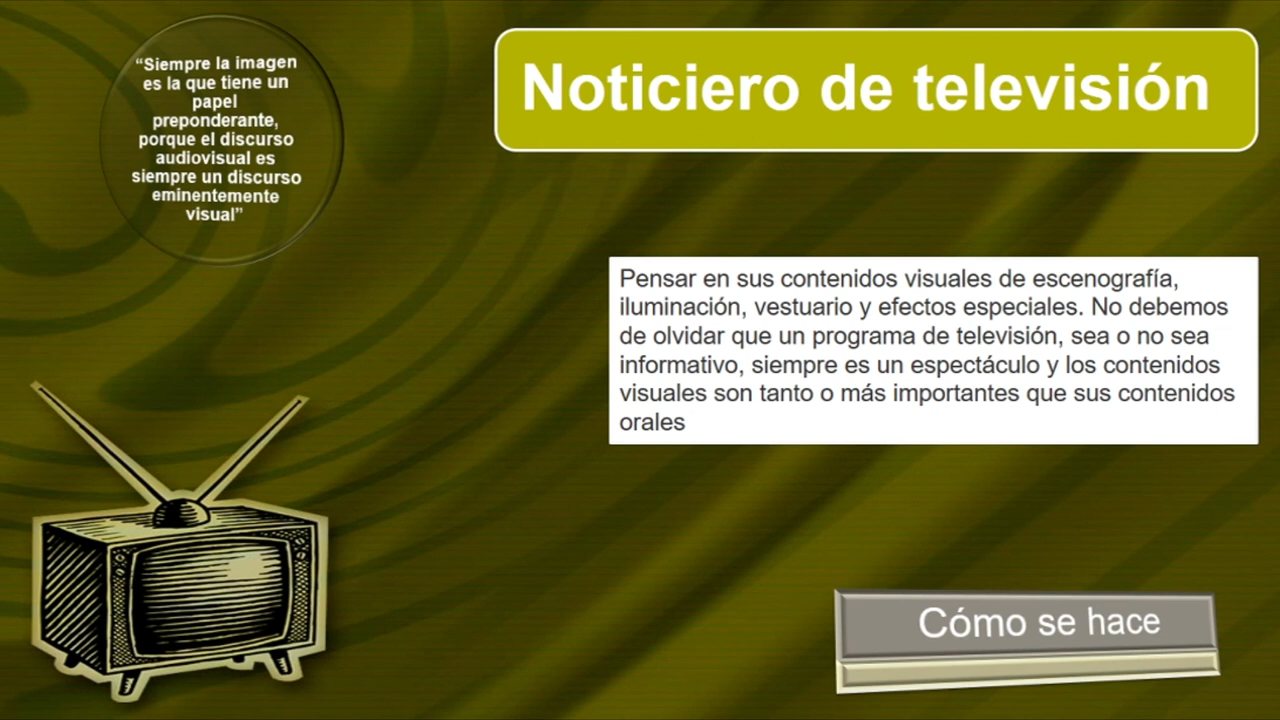 “Siempre la imagen
es la que tiene un
papel
preponderante,
porque el discurso
audiovisual es
siempre un discurso
eminentemente
visual”
Noticiero de televisión
Pensar en sus contenidos visuales de escenografía,
iluminación, vestuario y efectos especiales. No debemos
de olvidar que un programa de televisión, sea o no sea
informativo, siempre es un espectáculo y los contenidos
visuales son tanto o más importantes que sus contenidos
orales
Cómo se hace